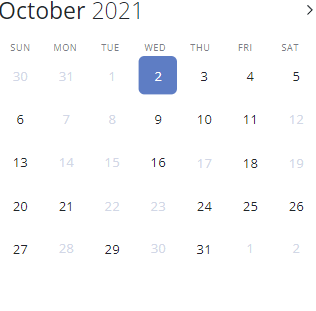 October 2021
SUN MON TUE WED THU FRI SAT
30 31 1 2 3 4 5
6 7 8 9 10 11 12
13 14 15 16 17 18 19
20 21 22 23 24 25 26
27 28 29 30 31 1 2